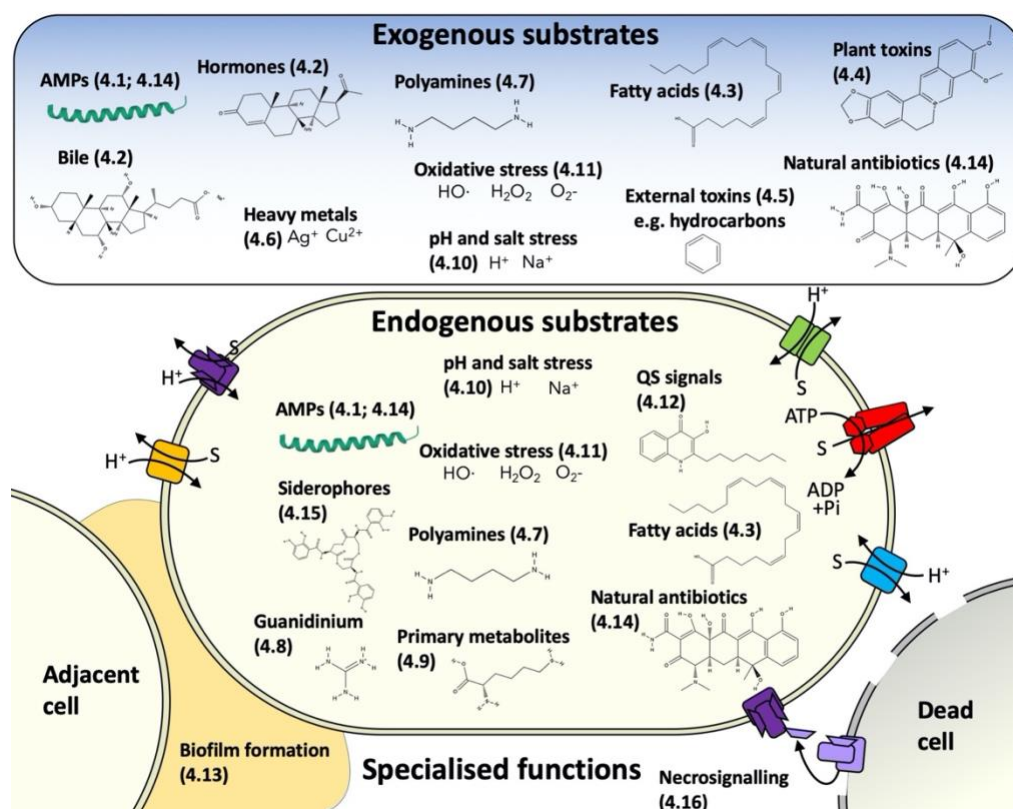 Exogenous substrates
AMPs (4.1; 4.14)
Hormones (4.2)
Polyamines (4.7)
Fatty acids (4.3)
Plant toxins
(4.4)
Bile (4.2)
Heavy metals
(4.6) Ag⁺ Cu²⁺
Oxidative stress (4.11)
HO· H₂O₂ O₂-
pH and salt stress
(4.10) H⁺ Na⁺
External toxins (4.5)
e.g. hydrocarbons
Natural antibiotics (4.14)
Endogenous substrates
pH and salt stress
(4.10) H⁺ Na⁺
AMPs (4.1; 4.14)
Oxidative stress (4.11)
HO· H₂O₂ O₂-
QS signals
(4.12)
Siderophores
(4.15)
Polyamines (4.7)
Fatty acids (4.3)
Guanidinium
(4.8)
Primary metabolites
(4.9)
Natural antibiotics
(4.14)
S
H⁺
H⁺
S
H⁺
S
ATP
S
ADP
+Pi
S
H⁺
Adjacent
cell
Biofilm formation
(4.13)
Specialised functions
Necrosignalling
(4.16)
Dead
cell